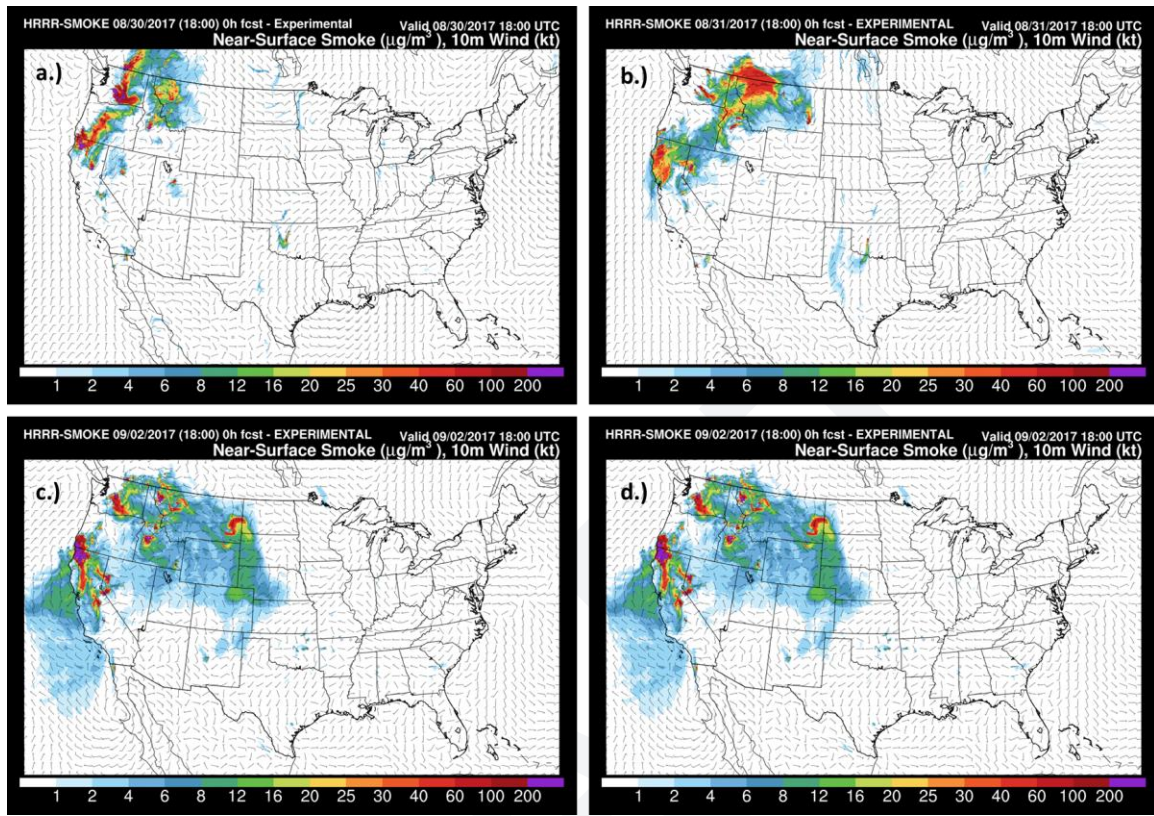 HRRR-SMOKE 08/30/2017 (18:00) 0h fcst - Experimental Valid 08/30/2017 18:00 UTC
Near-Surface Smoke (μg/m³), 10m Wind (kt)
a.)
1 2 4 6 8 12 16 20 25 30 40 60 100 200
HRRR-SMOKE 08/31/2017 (18:00) 0h fcst - EXPERIMENTAL Valid 08/31/2017 18:00 UTC
Near-Surface Smoke (μg/m³), 10m Wind (kt)
b.)
1 2 4 6 8 12 16 20 25 30 40 60 100 200
HRRR-SMOKE 09/02/2017 (18:00) 0h fcst - EXPERIMENTAL Valid 09/02/2017 18:00 UTC
Near-Surface Smoke (μg/m³), 10m Wind (kt)
c.)
1 2 4 6 8 12 16 20 25 30 40 60 100 200
HRRR-SMOKE 09/02/2017 (18:00) 0h fcst - EXPERIMENTAL Valid 09/02/2017 18:00 UTC
Near-Surface Smoke (μg/m³), 10m Wind (kt)
d.)
1 2 4 6 8 12 16 20 25 30 40 60 100 200